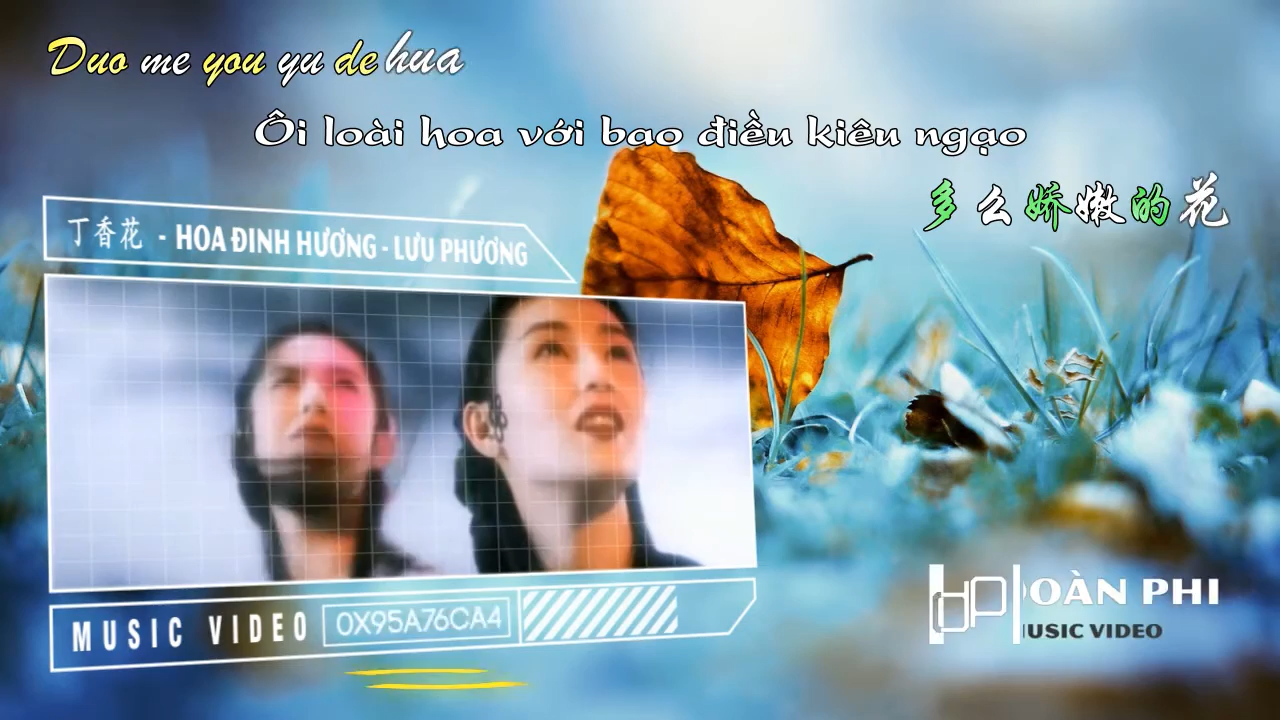 Duo me you yu de hua
Ôi loài hoa với bao điều kiêu ngạo
多么娇嫩的花
丁香花 - HOA ĐINH HƯƠNG - LƯU PHƯƠNG
MUSIC VIDEO 0X95A76CA4
OÀN PHI
USIC VIDEO